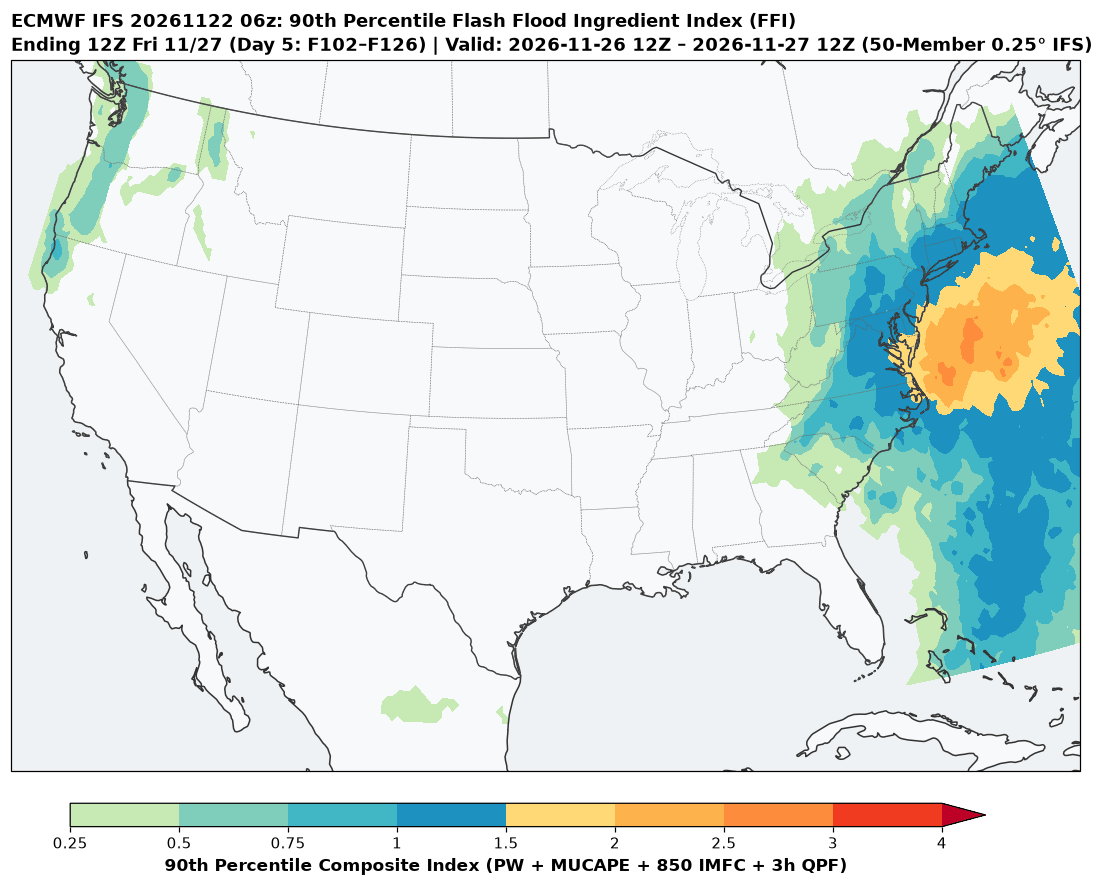 ECMWF IFS 20261122 06z: 90th Percentile Flash Flood Ingredient Index (FFI)
Ending 12Z Fri 11/27 (Day 5: F102–F126) | Valid: 2026-11-26 12Z – 2026-11-27 12Z (50-Member 0.25° IFS)
0.25 0.5 0.75 1 1.5 2 2.5 3 4
90th Percentile Composite Index (PW + MUCAPE + 850 IMFC + 3h QPF)